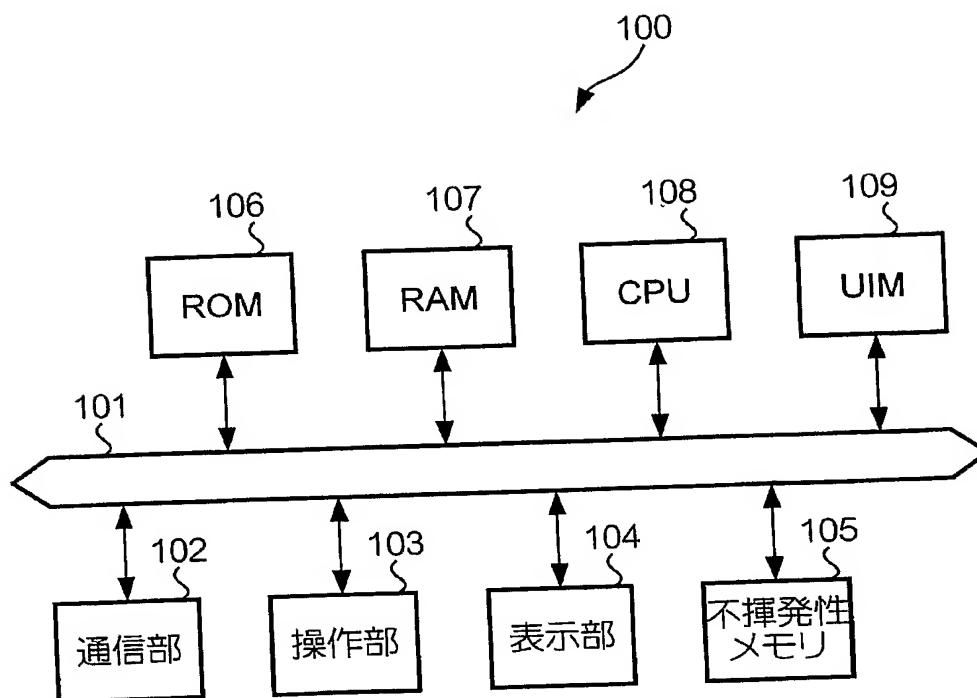 100
106
107
108
109
ROM
RAM
CPU
UIM
101
102
103
104
105
通信部
操作部
表示部
不揮発性
メモリ